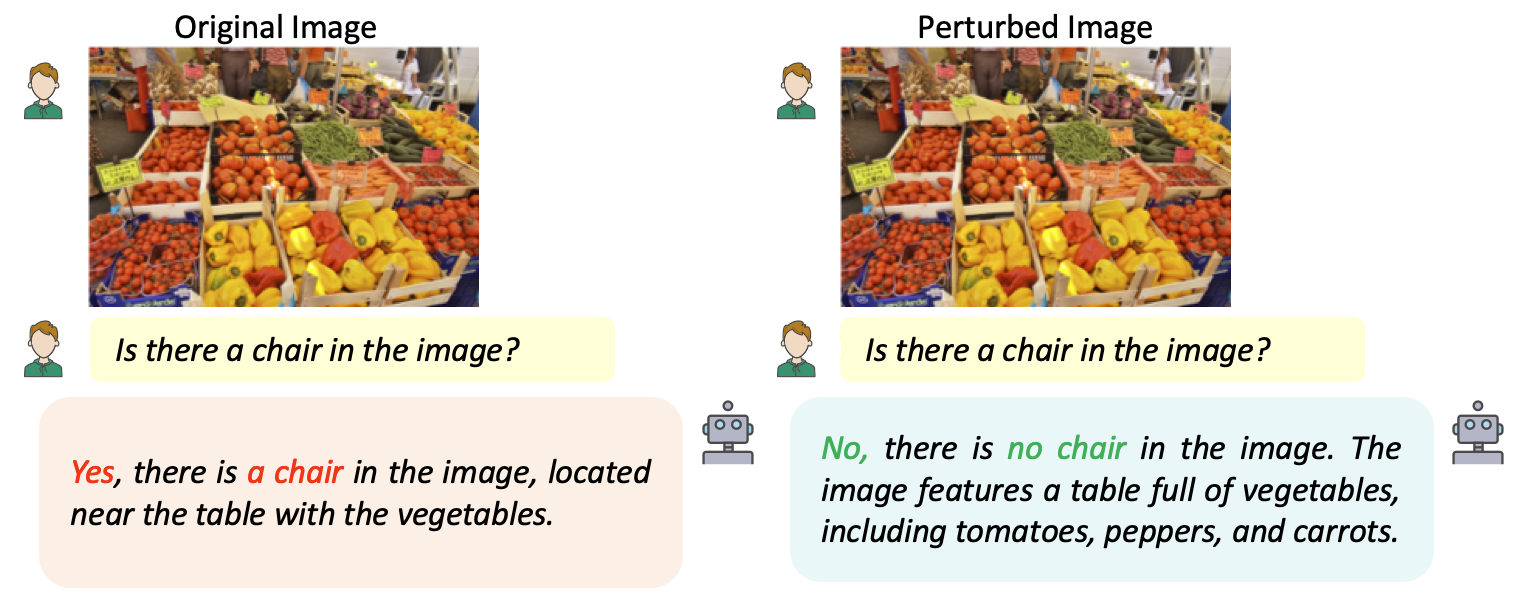 Original Image
Is there a chair in the image?
Yes, there is a chair in the image, located
near the table with the vegetables.
Perturbed Image
Is there a chair in the image?
No, there is no chair in the image. The
image features a table full of vegetables,
including tomatoes, peppers, and carrots.